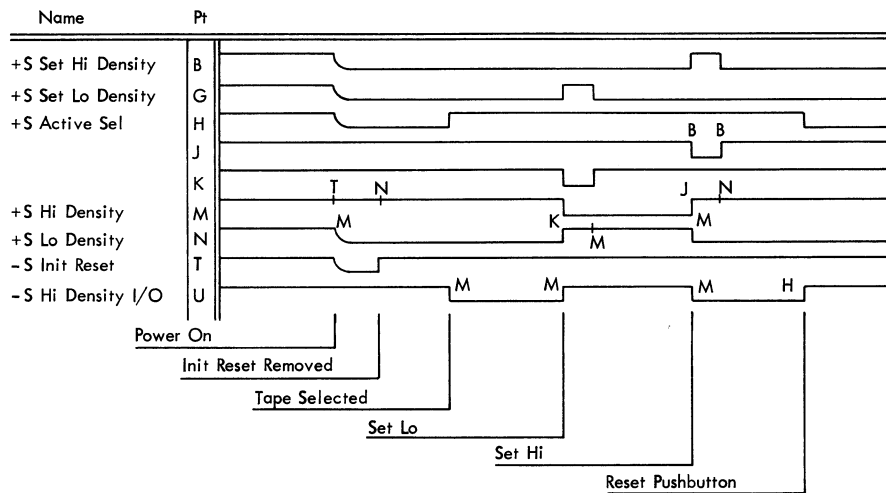 Name Pt
+S Set Hi Density B
+S Set Lo Density G
+S Active Sel H B B
J
K T N J N
+S Hi Density M M K M
+S Lo Density N M
-S Init Reset T
-S Hi Density I/O U M M M H
Power On
Init Reset Removed
Tape Selected
Set Lo
Set Hi
Reset Pushbutton